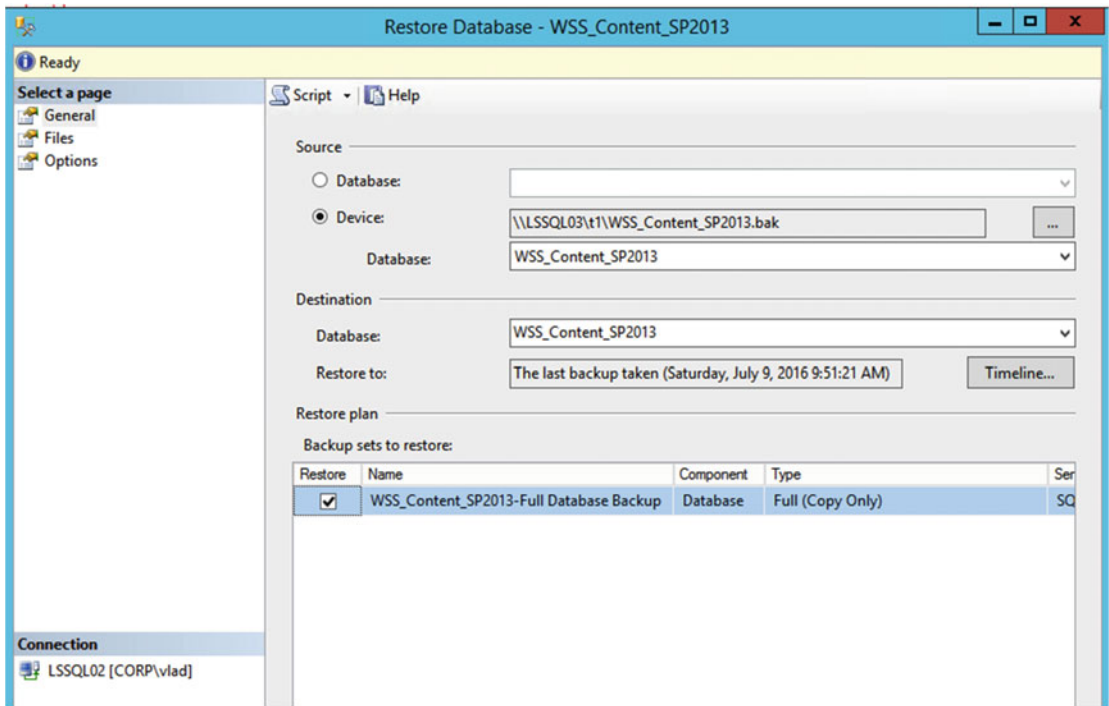 Restore Database - WSS_Content_SP2013
Ready
Select a page
General
Files
Options
Script
Help
Source
Database:
Device:
\\LSSQL03\t1\WSS_Content_SP2013.bak
...
Database:
WSS_Content_SP2013
Destination
Database:
WSS_Content_SP2013
Restore to:
The last backup taken (Saturday, July 9, 2016 9:51:21 AM)
Timeline...
Restore plan
Backup sets to restore:
Restore Name Component Type Ser
WSS_Content_SP2013-Full Database Backup Database Full (Copy Only) SQ
Connection
LSSQL02 [CORP\vlad]